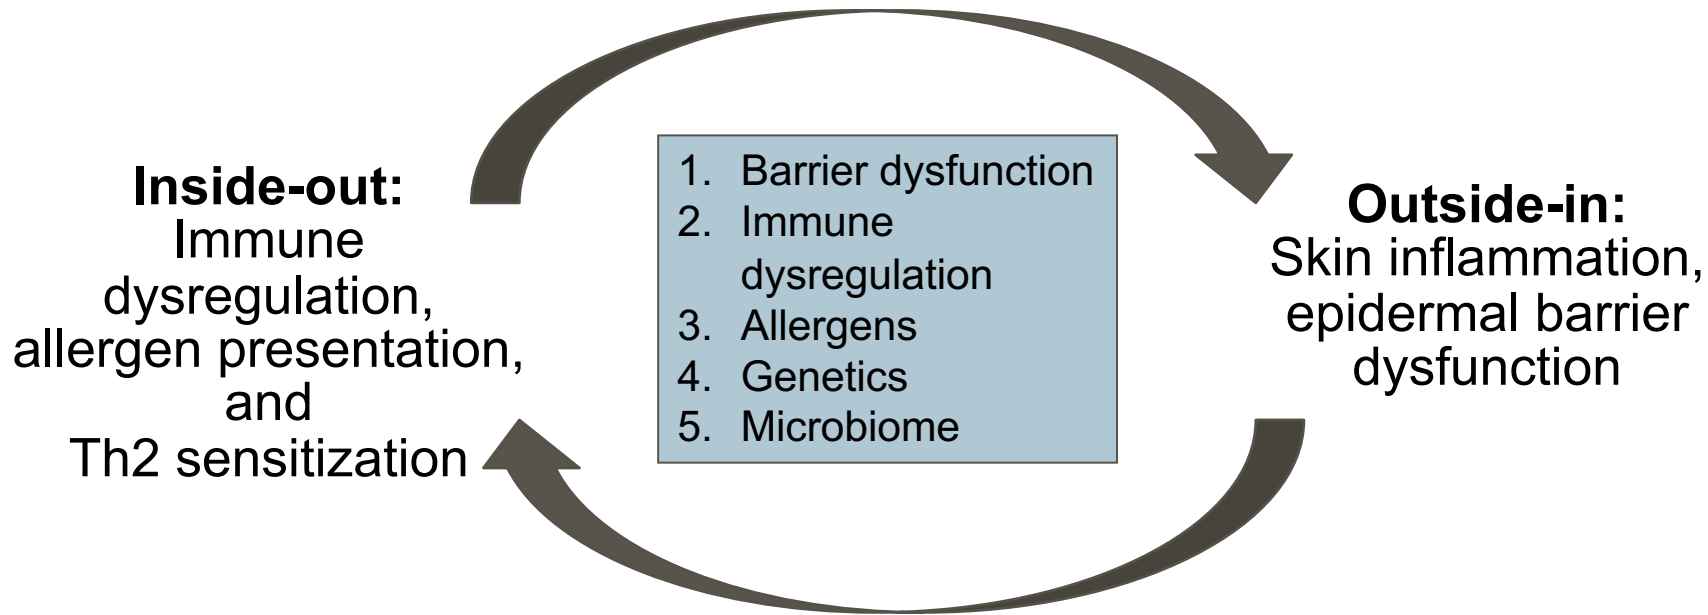 Inside-out:
Immune
dysregulation,
allergen presentation,
and
Th2 sensitization
1. Barrier dysfunction
2. Immune
dysregulation
3. Allergens
4. Genetics
5. Microbiome
Outside-in:
Skin inflammation,
epidermal barrier
dysfunction